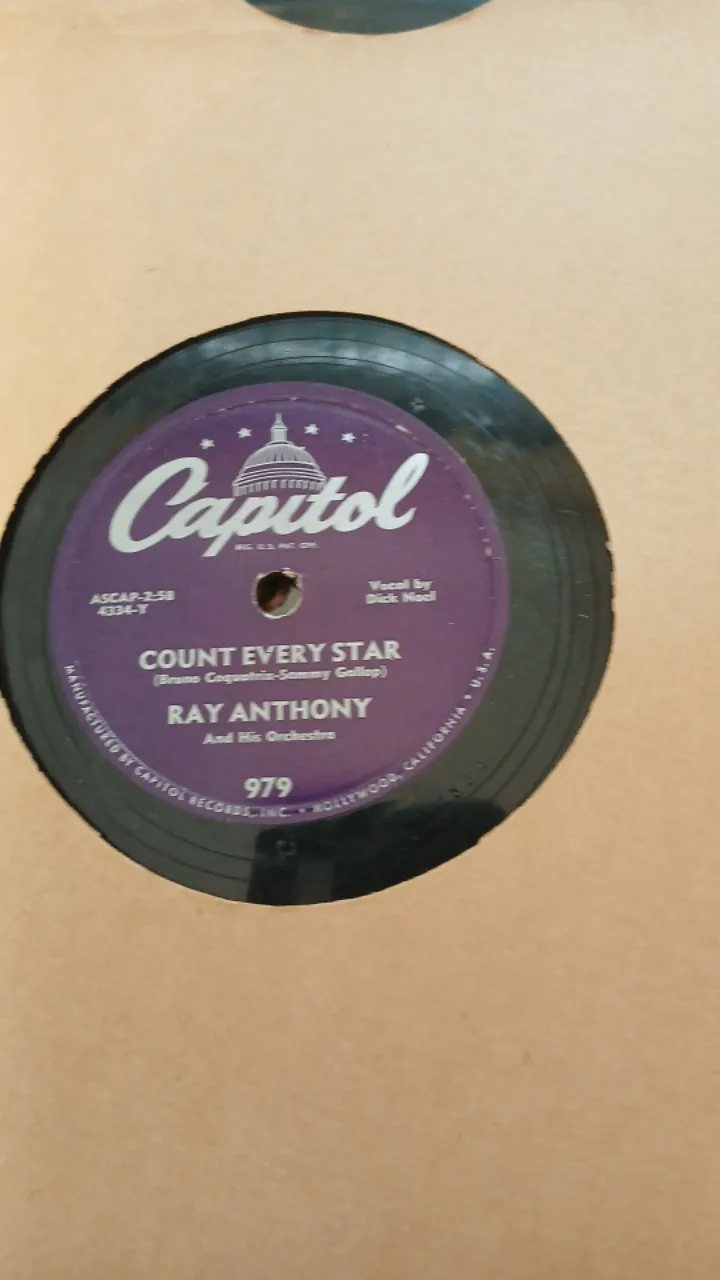 Capitol
REG. U.S. PAT. OFF.
ASCAP-2:58
4334-Y
Vocal by
Dick Noel
COUNT EVERY STAR
(Bruno Coquatrix-Sammy Gallop)
RAY ANTHONY
And His Orchestra
979
MANUFACTURED BY CAPITOL RECORDS, INC. • HOLLYWOOD, CALIFORNIA • U.S.A.